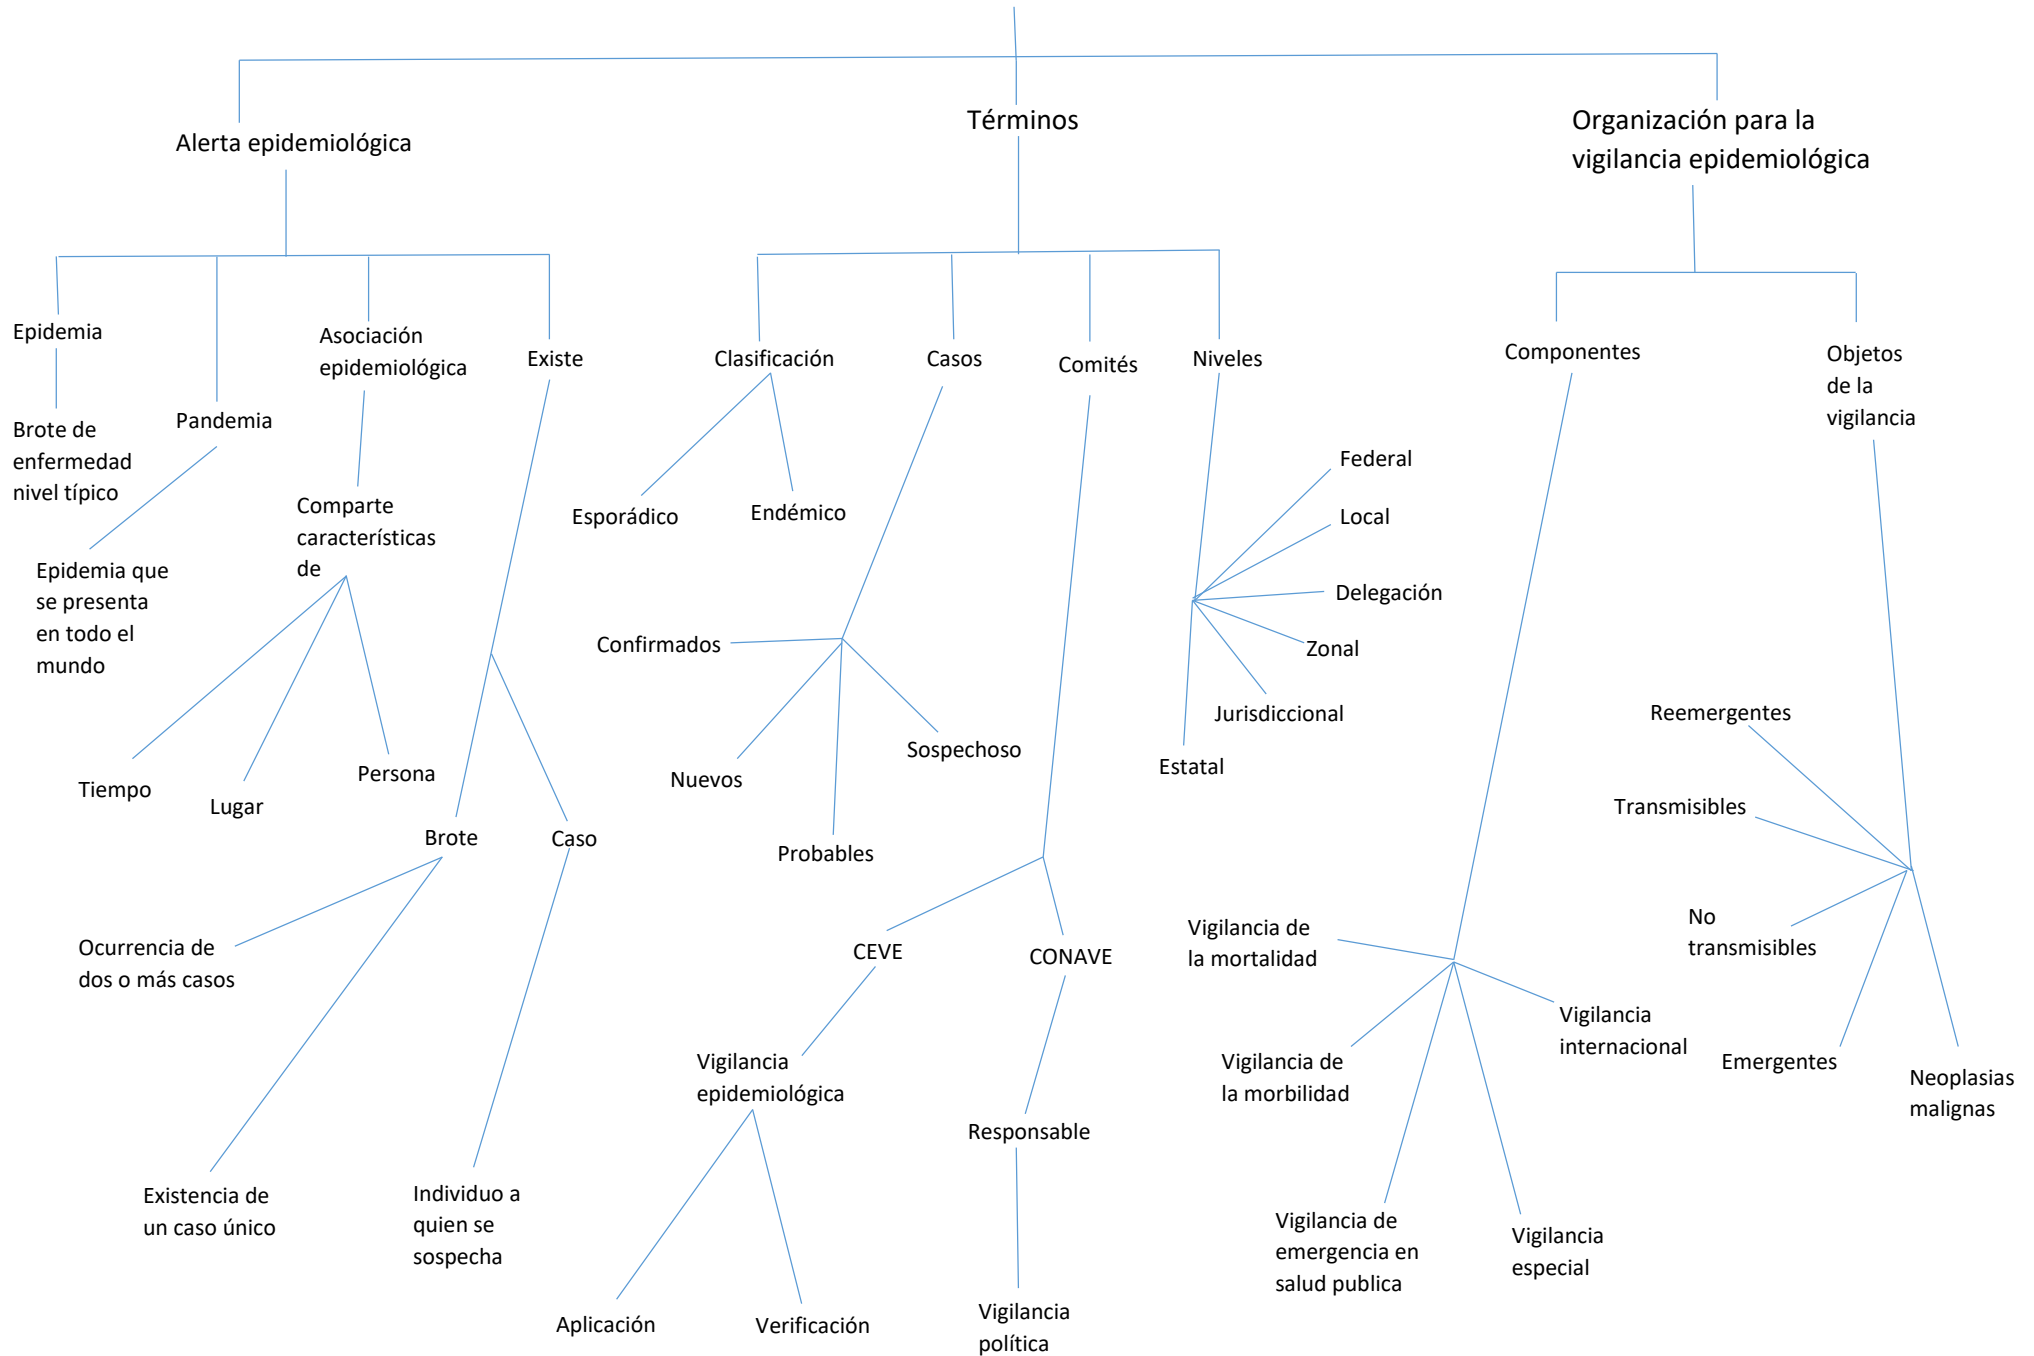 Alerta epidemiológica
Términos
Organización para la
vigilancia epidemiológica
Epidemia
Brote de
enfermedad
nivel típico
Pandemia
Epidemia que
se presenta
en todo el
mundo
Asociación
epidemiológica
Comparte
características
de
Tiempo
Lugar
Persona
Existe
Brote
Caso
Ocurrencia de
dos o más casos
Existencia de
un caso único
Individuo a
quien se
sospecha
Clasificación
Esporádico
Endémico
Casos
Confirmados
Nuevos
Probables
Sospechoso
Comités
CEVE
CONAVE
Vigilancia
epidemiológica
Aplicación
Verificación
Responsable
Vigilancia
política
Niveles
Federal
Local
Delegación
Zonal
Jurisdiccional
Estatal
Componentes
Vigilancia de
la mortalidad
Vigilancia de
la morbilidad
Vigilancia de
emergencia en
salud publica
Vigilancia
especial
Vigilancia
internacional
Objetos
de la
vigilancia
Reemergentes
Transmisibles
No
transmisibles
Emergentes
Neoplasias
malignas